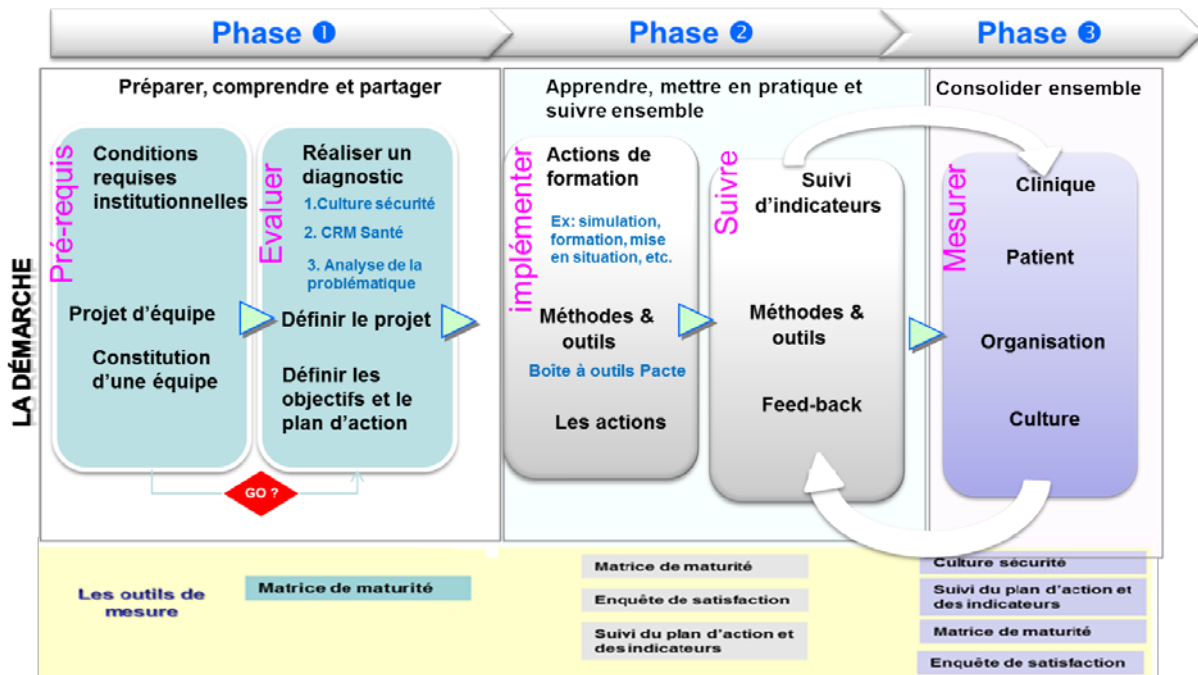 Phase ❶
Phase ❷
Phase ❸
LA DÉMARCHE
Préparer, comprendre et partager
Pré-requis
Conditions
requises
institutionnelles
Projet d'équipe
Constitution
d'une équipe
Evaluer
Réaliser un
diagnostic
1.Culture sécurité
2. CRM Santé
3. Analyse de la
problématique
Définir le projet
Définir les
objectifs et le
plan d'action
GO ?
Apprendre, mettre en pratique et
suivre ensemble
implémenter
Actions de
formation
Ex: simulation,
formation, mise
en situation, etc.
Méthodes &
outils
Boîte à outils Pacte
Les actions
Suivre
Suivi
d'indicateurs
Méthodes &
outils
Feed-back
Consolider ensemble
Mesurer
Clinique
Patient
Organisation
Culture
Les outils de
mesure
Matrice de maturité
Matrice de maturité
Enquête de satisfaction
Suivi du plan d'action et
des indicateurs
Culture sécurité
Suivi du plan d'action et
des indicateurs
Matrice de maturité
Enquête de satisfaction